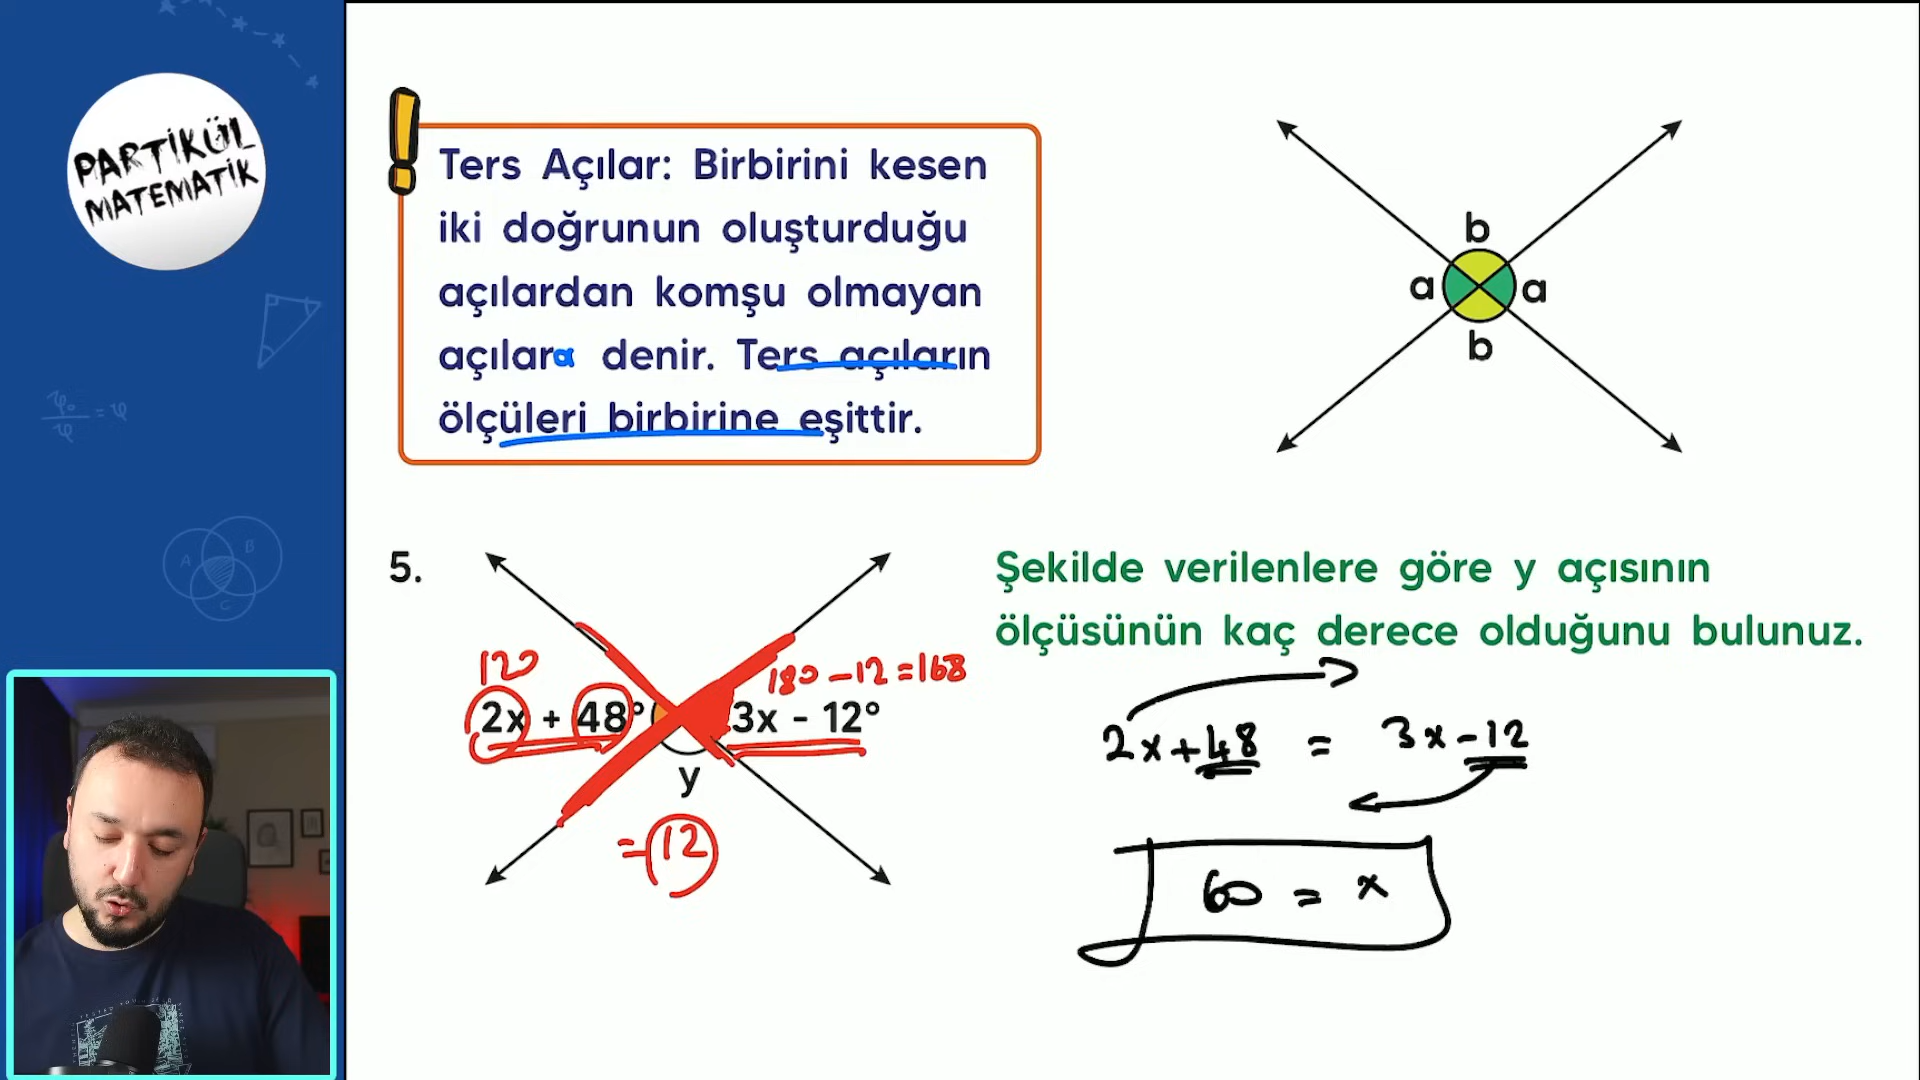 PARTİKÜL
MATEMATİK
Ters Açılar: Birbirini kesen
iki doğrunun oluşturduğu
açılardan komşu olmayan
açılara denir. Ters açıların
ölçüleri birbirine eşittir.
b
a a
b
5.
Şekilde verilenlere göre y açısının
ölçüsünün kaç derece olduğunu bulunuz.
120
180-12=168
2x + 48°
3x - 12°
y
=12
2x+48 = 3x-12
60 = x
A B
C